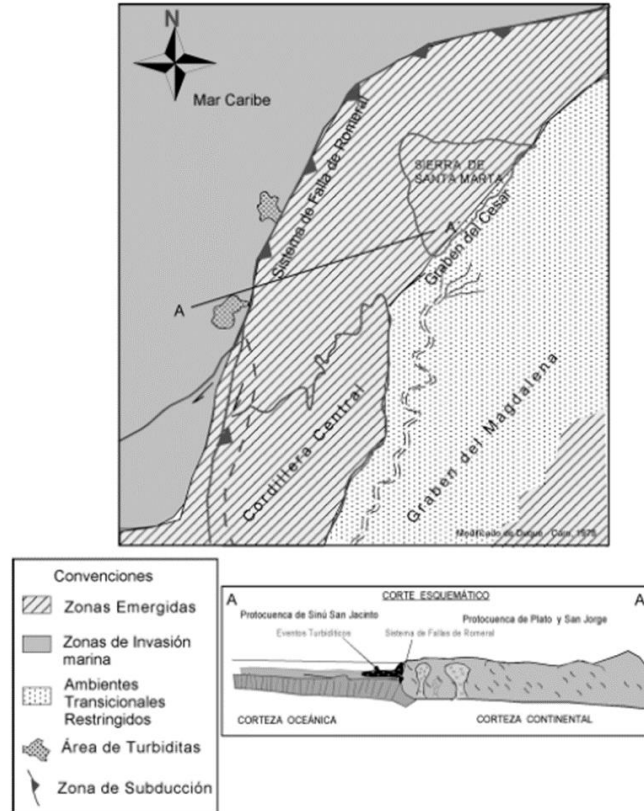 N
Mar Caribe
Sistema de Falla de Romeral
SIERRA DE
SANTA MARTA
A'
Graben del Cesar
A
Cordillera Central
Graben del Magdalena
Modificado de Duque - Caro, 1978
Convenciones
Zonas Emergidas
Zonas de Invasión
marina
Ambientes
Transicionales
Restringidos
Área de Turbiditas
Zona de Subducción
A
CORTE ESQUEMÁTICO
A'
Protocuenca de Sinú San Jacinto
Protocuenca de Plato y San Jorge
Eventos Turbidíticos
Sistema de Fallas de Romeral
CORTEZA OCEÁNICA
CORTEZA CONTINENTAL